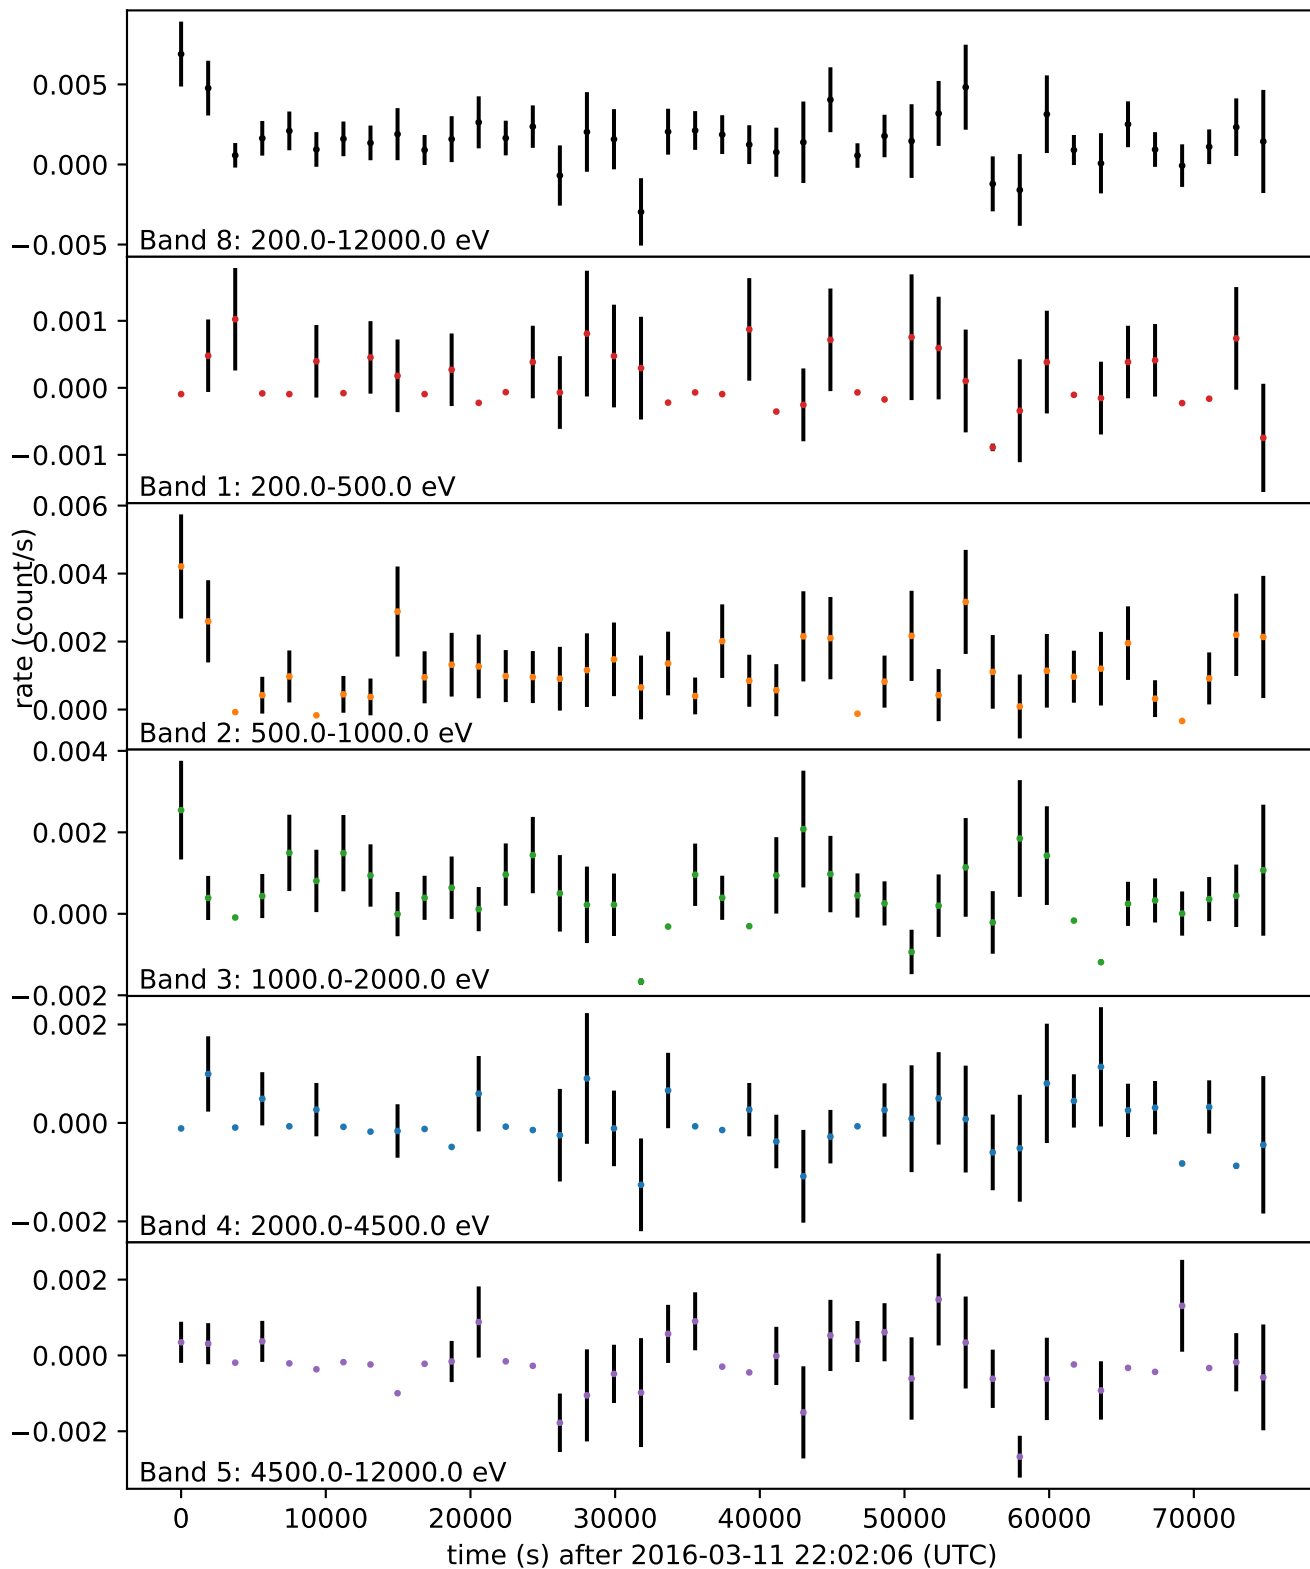 0.005
0.000
−0.005
Band 8: 200.0-12000.0 eV
0.001
0.000
−0.001
Band 1: 200.0-500.0 eV
rate (count/s)
0.006
0.004
0.002
0.000
Band 2: 500.0-1000.0 eV
0.004
0.002
0.000
−0.002
Band 3: 1000.0-2000.0 eV
0.002
0.000
−0.002
Band 4: 2000.0-4500.0 eV
0.002
0.000
−0.002
Band 5: 4500.0-12000.0 eV
0 10000 20000 30000 40000 50000 60000 70000
time (s) after 2016-03-11 22:02:06 (UTC)